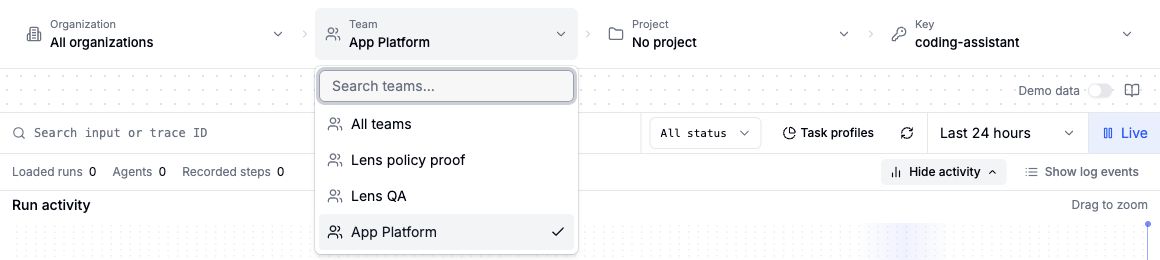 Organization
All organizations
Team
App Platform
Project
No project
Key
coding-assistant
Search teams...
Demo data
All teams
Search input or trace ID
All status
Task profiles
Last 24 hours
Live
Lens policy proof
Loaded runs 0 Agents 0 Recorded steps 0
Hide activity
Show log events
Lens QA
Run activity
Drag to zoom
App Platform